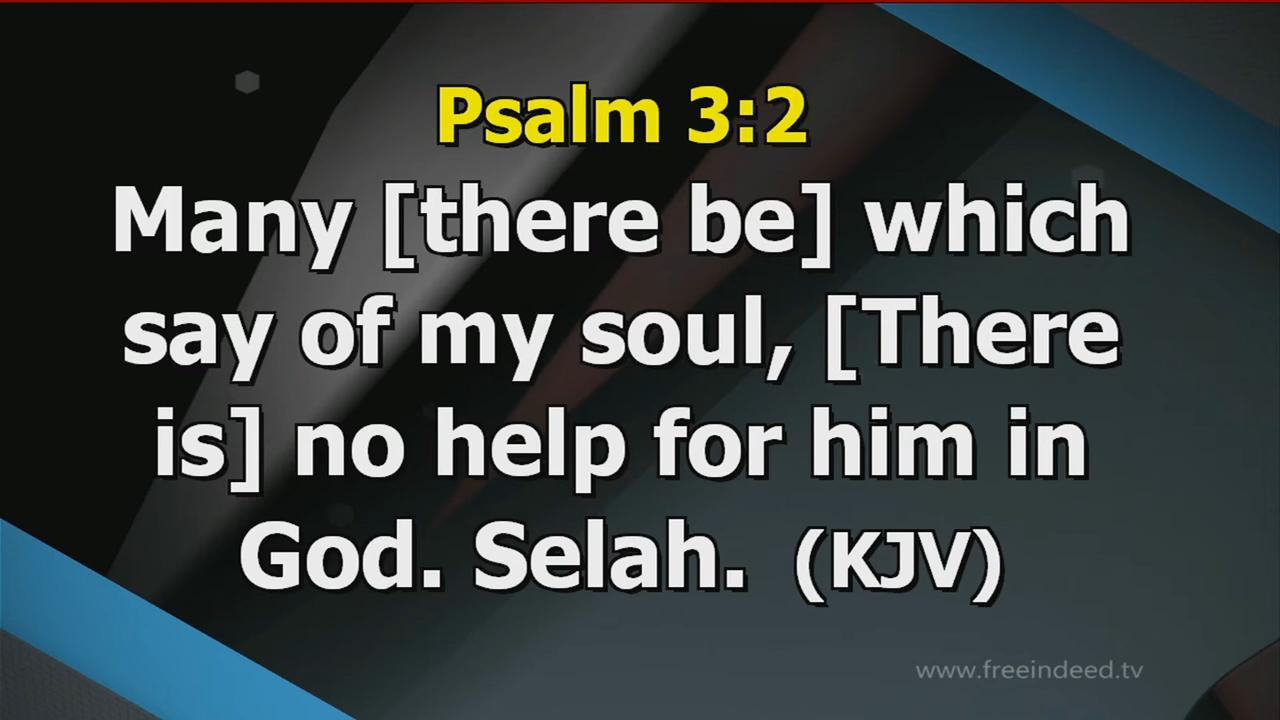 Psalm 3:2
Many [there be] which
say of my soul, [There
is] no help for him in
God. Selah. (KJV)
www.freeindeed.tv